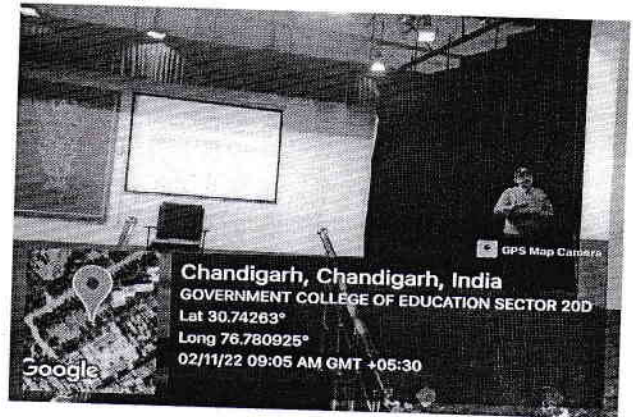 GPS Map Camera
Chandigarh, Chandigarh, India
GOVERNMENT COLLEGE OF EDUCATION SECTOR 20D
Lat 30.74263°
Long 76.780925°
02/11/22 09:05 AM GMT +05:30
Google